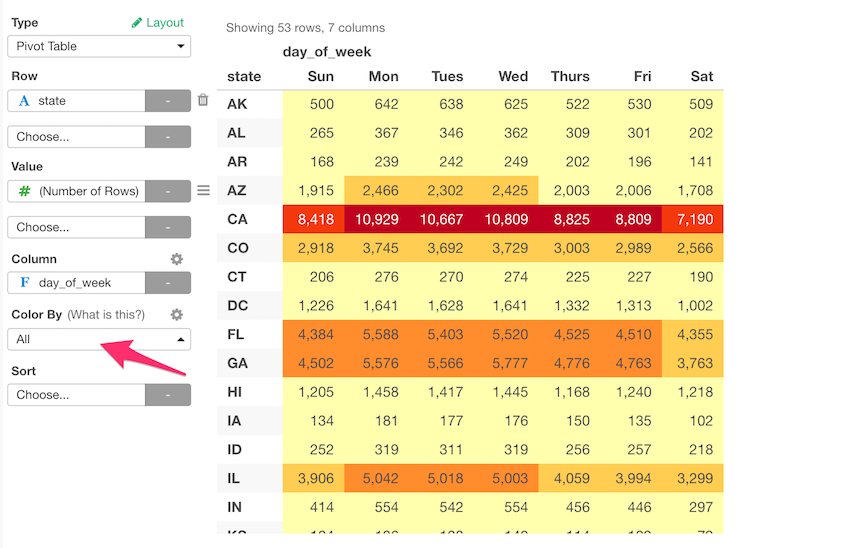 Type
Layout
Pivot Table
Row
A state -
Choose... -
Value
# (Number of Rows) -
Choose... -
Column
F day_of_week -
Color By (What is this?)
All
Sort
Choose... -
Showing 53 rows, 7 columns
day_of_week
state Sun Mon Tues Wed Thurs Fri Sat
AK 500 642 638 625 522 530 509
AL 265 367 346 362 309 301 202
AR 168 239 242 249 202 196 141
AZ 1,915 2,466 2,302 2,425 2,003 2,006 1,708
CA 8,418 10,929 10,667 10,809 8,825 8,809 7,190
CO 2,918 3,745 3,692 3,729 3,003 2,989 2,566
CT 206 276 270 274 225 227 190
DC 1,226 1,641 1,628 1,641 1,332 1,313 1,002
FL 4,384 5,588 5,403 5,520 4,525 4,510 4,355
GA 4,502 5,576 5,566 5,777 4,776 4,763 3,763
HI 1,205 1,458 1,417 1,445 1,168 1,240 1,218
IA 134 181 177 176 150 135 102
ID 252 319 311 319 256 257 218
IL 3,906 5,042 5,018 5,003 4,059 3,994 3,299
IN 414 554 542 554 456 446 297